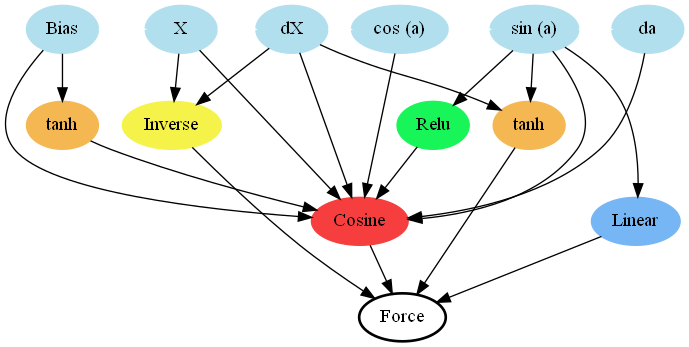 Bias
X
dX
cos (a)
sin (a)
da
tanh
Inverse
Relu
tanh
Cosine
Linear
Force